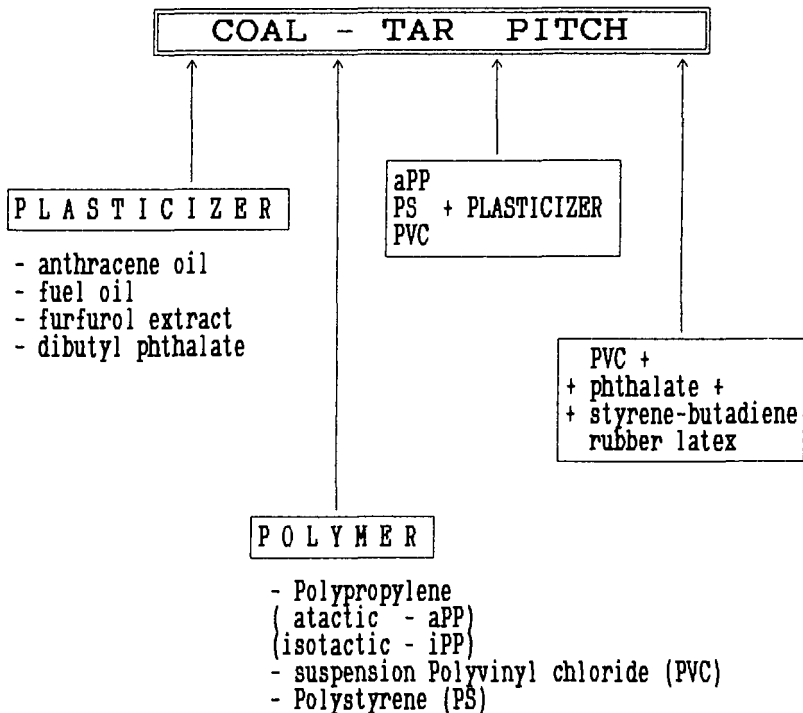 COAL - TAR PITCH
PLASTICIZER
- anthracene oil
- fuel oil
- furfurol extract
- dibutyl phthalate
aPP
PS + PLASTICIZER
PVC
PVC +
+ phthalate +
+ styrene-butadiene
rubber latex
POLYMER
- Polypropylene
( atactic - aPP)
(isotactic - iPP)
- suspension Polyvinyl chloride (PVC)
- Polystyrene (PS)